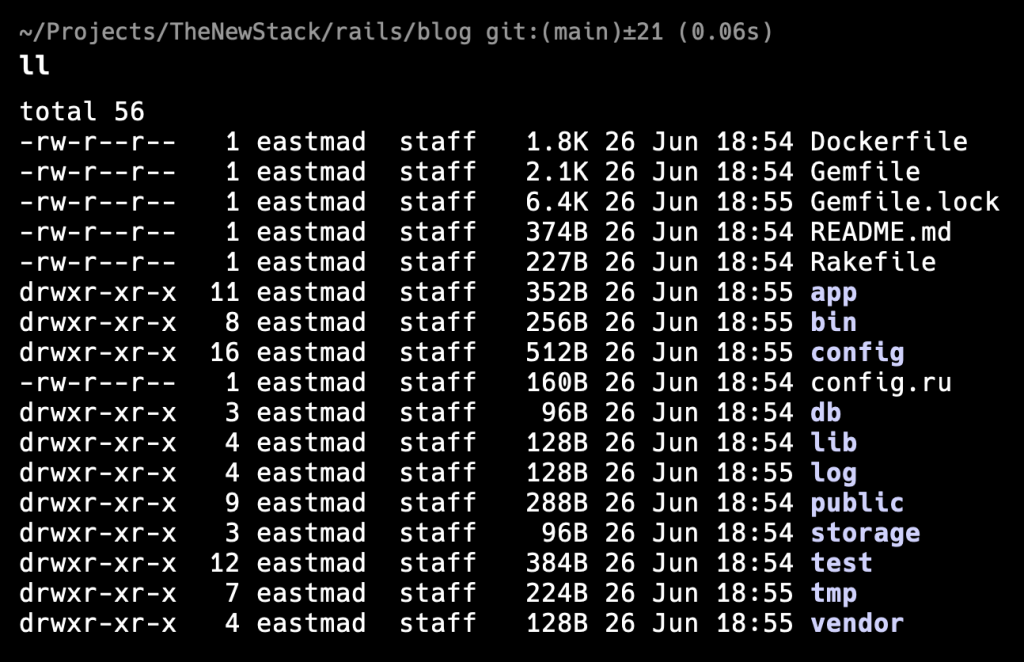 ~/Projects/TheNewStack/rails/blog git:(main)±21 (0.06s)
ll
total 56
-rw-r--r--   1 eastmad  staff   1.8K 26 Jun 18:54 Dockerfile
-rw-r--r--   1 eastmad  staff   2.1K 26 Jun 18:54 Gemfile
-rw-r--r--   1 eastmad  staff   6.4K 26 Jun 18:55 Gemfile.lock
-rw-r--r--   1 eastmad  staff   374B 26 Jun 18:54 README.md
-rw-r--r--   1 eastmad  staff   227B 26 Jun 18:54 Rakefile
drwxr-xr-x  11 eastmad  staff   352B 26 Jun 18:55 app
drwxr-xr-x   8 eastmad  staff   256B 26 Jun 18:55 bin
drwxr-xr-x  16 eastmad  staff   512B 26 Jun 18:55 config
-rw-r--r--   1 eastmad  staff   160B 26 Jun 18:54 config.ru
drwxr-xr-x   3 eastmad  staff    96B 26 Jun 18:54 db
drwxr-xr-x   4 eastmad  staff   128B 26 Jun 18:54 lib
drwxr-xr-x   4 eastmad  staff   128B 26 Jun 18:55 log
drwxr-xr-x   9 eastmad  staff   288B 26 Jun 18:54 public
drwxr-xr-x   3 eastmad  staff    96B 26 Jun 18:54 storage
drwxr-xr-x  12 eastmad  staff   384B 26 Jun 18:54 test
drwxr-xr-x   7 eastmad  staff   224B 26 Jun 18:55 tmp
drwxr-xr-x   4 eastmad  staff   128B 26 Jun 18:55 vendor